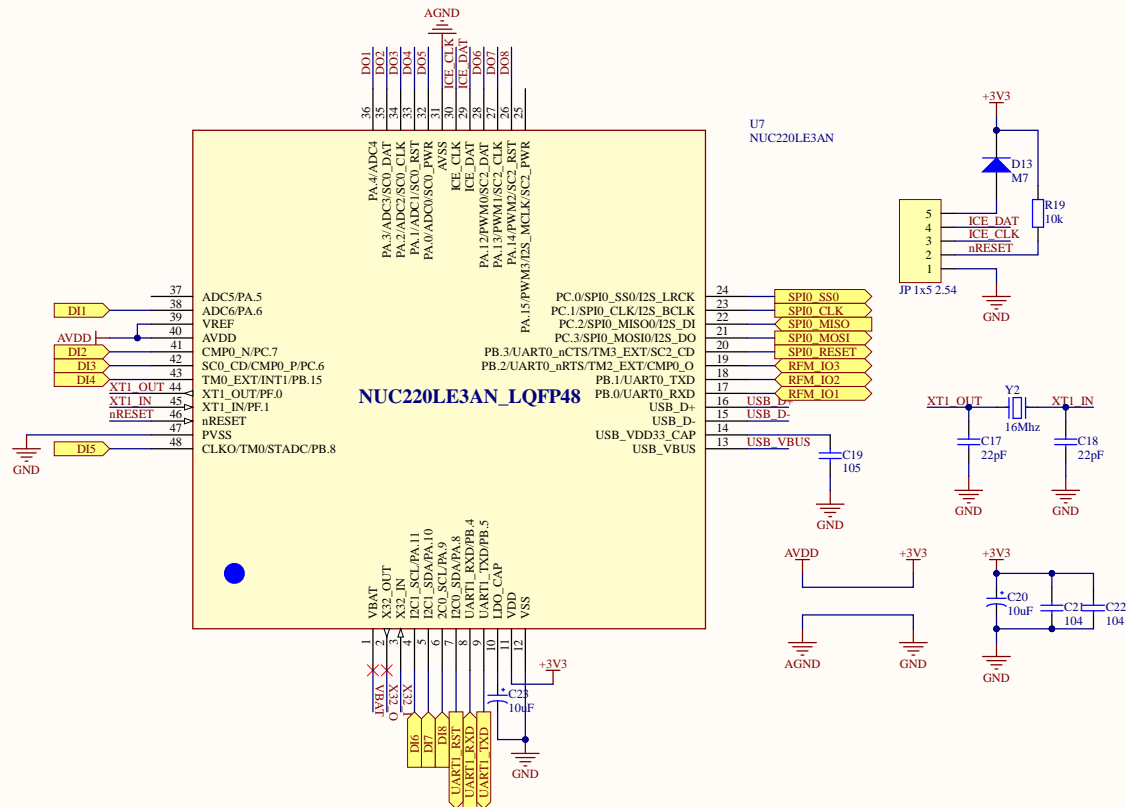 AGND
DO1
DO2
DO3
DO4
DO5
ICE_CLK
ICE_DAT
DO6
DO7
DO8
36
35
34
33
32
31
30
29
28
27
26
25
PA.4/ADC4
PA.3/ADC3/SC0_DAT
PA.2/ADC2/SC0_CLK
PA.1/ADC1/SC0_RST
PA.0/ADC0/SC0_PWR
AVSS
ICE_CLK
ICE_DAT
PA.12/PWM0/SC2_DAT
PA.13/PWM1/SC2_CLK
PA.14/PWM2/SC2_RST
PA.15/PWM3/I2S_MCLK/SC2_PWR
U7
NUC220LE3AN
37 ADC5/PA.5
DI1 38 ADC6/PA.6
39 VREF
AVDD 40 AVDD
DI2 41 CMP0_N/PC.7
DI3 42 SC0_CD/CMP0_P/PC.6
DI4 43 TM0_EXT/INT1/PB.15
XT1_OUT 44 XT1_OUT/PF.0
XT1_IN 45 XT1_IN/PF.1
nRESET 46 nRESET
47 PVSS
DI5 48 CLKO/TM0/STADC/PB.8
GND
NUC220LE3AN_LQFP48
PC.0/SPI0_SS0/I2S_LRCK 24 SPI0_SS0
PC.1/SPI0_CLK/I2S_BCLK 23 SPI0_CLK
PC.2/SPI0_MISO0/I2S_DI 22 SPI0_MISO
PC.3/SPI0_MOSI0/I2S_DO 21 SPI0_MOSI
PB.3/UART0_nCTS/TM3_EXT/SC2_CD 20 SPI0_RESET
PB.2/UART0_nRTS/TM2_EXT/CMP0_O 19 RFM_IO3
PB.1/UART0_TXD 18 RFM_IO2
PB.0/UART0_RXD 17 RFM_IO1
USB_D+ 16 USB_D+
USB_D- 15 USB_D-
USB_VDD33_CAP 14
USB_VBUS 13 USB_VBUS
C19
105
GND
VBAT
X32_OUT
X32_IN
I2C1_SCL/PA.11
I2C1_SDA/PA.10
2C0_SCL/PA.9
I2C0_SDA/PA.8
UART1_RXD/PB.4
UART1_TXD/PB.5
LDO_CAP
VDD
VSS
1
2
3
4
5
6
7
8
9
10
11
12
VBAT
X32_O
X32_I
DI6
DI7
DI8
UART1_RST
UART1_RXD
UART1_TXD
C23
10uF
+3V3
GND
+3V3
D13
M7
R19
10k
5
4 ICE_DAT
3 ICE_CLK
2 nRESET
1
JP 1x5 2.54
GND
XT1_OUT
Y2
XT1_IN
16Mhz
C17
22pF
C18
22pF
GND
GND
AVDD
+3V3
AGND
GND
+3V3
C20
10uF
C21
104
C22
104
GND